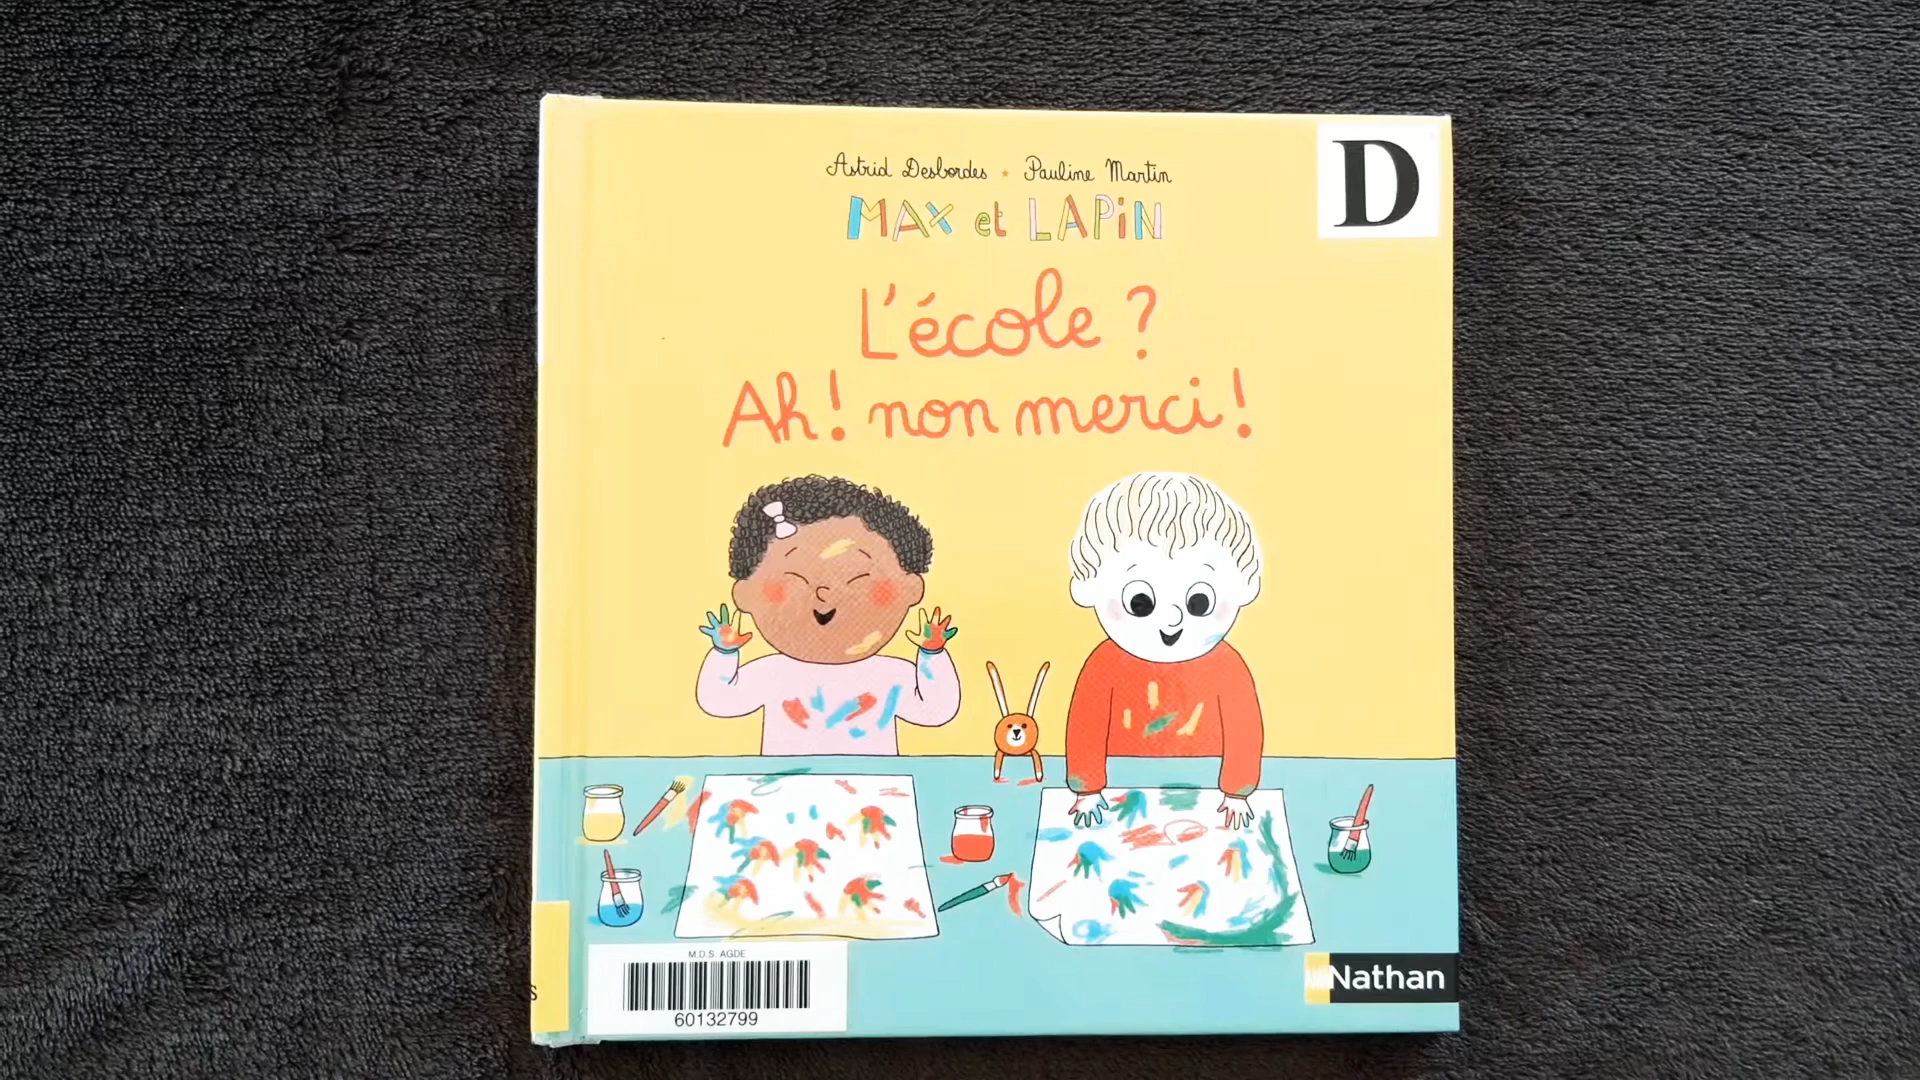 Astrid Desbordes ★ Pauline Martin
MAX et LAPiN
L'école ?
Ah ! non merci !
D
M.D.S. AGDE
60132799
S
Nathan